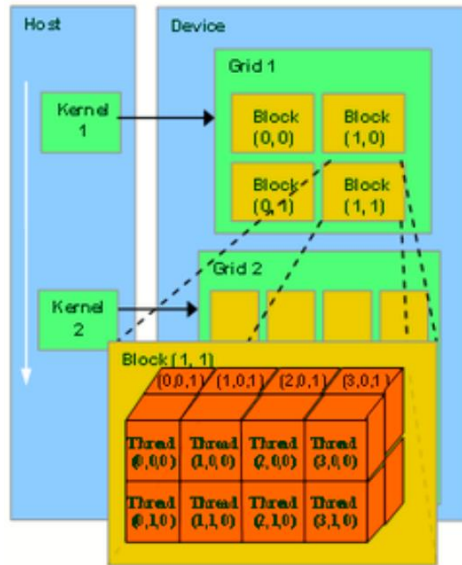 Host
Device
Grid 1
Kernel
1
Block
(0, 0)
Block
(1, 0)
Block
(0, 1)
Block
(1, 1)
Grid 2
Kernel
2
Block (1, 1)
(0,0,1)
(1,0,1)
(2,0,1)
(3,0,1)
Thread
(0,0,0)
Thread
(1,0,0)
Thread
(2,0,0)
Thread
(3,0,0)
Thread
(0,1,0)
Thread
(1,1,0)
Thread
(2,1,0)
Thread
(3,1,0)